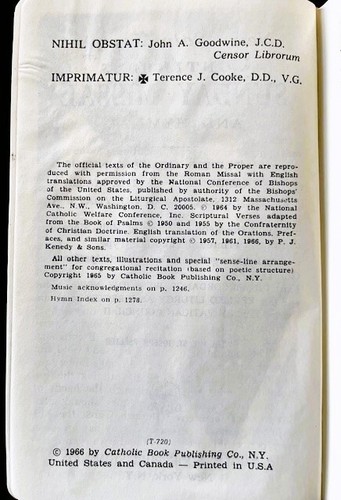 NIHIL OBSTAT: John A. Goodwine, J.C.D.
Censor Librorum
IMPRIMATUR: ✠ Terence J. Cooke, D.D., V.G.
The official texts of the Ordinary and the Proper are repro-
duced with permission from the Roman Missal with English
translations approved by the National Conference of Bishops
of the United States, published by authority of the Bishops'
Commission on the Liturgical Apostolate, 1312 Massachusetts
Ave., N.W., Washington, D. C. 20005. © 1964 by the National
Catholic Welfare Conference, Inc. Scriptural Verses adapted
from the Book of Psalms © 1950 and 1955 by the Confraternity
of Christian Doctrine. English translation of the Orations, Pref-
aces, and similar material copyright © 1957, 1961, 1966, by P. J.
Kenedy & Sons.
All other texts, illustrations and special "sense-line arrange-
ment" for congregational recitation (based on poetic structure)
Copyright 1965 by Catholic Book Publishing Co., N.Y.
Music acknowledgments on p. 1246.
Hymn Index on p. 1278.
[T-720]
© 1966 by Catholic Book Publishing Co., N.Y.
United States and Canada — Printed in U.S.A